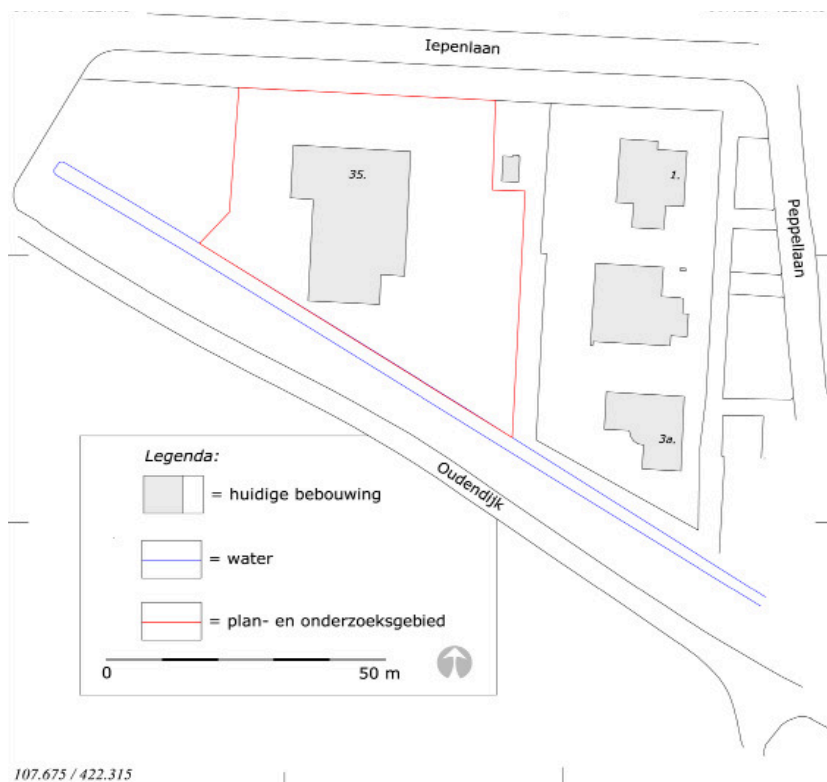 Iepenlaan
35.
1.
Peppellaan
3a.
Oudendijk
Legenda:
= huidige bebouwing
= water
= plan- en onderzoeksgebied
0 50 m
107.675 / 422.315